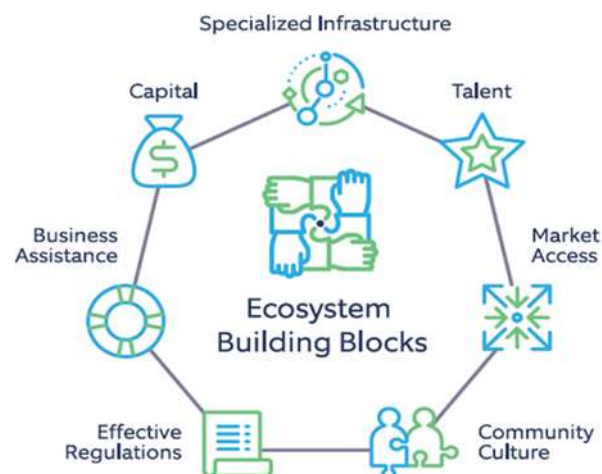 Specialized Infrastructure
Capital
Talent
$
Business
Assistance
Market
Access
Ecosystem
Building Blocks
Effective
Regulations
Community
Culture